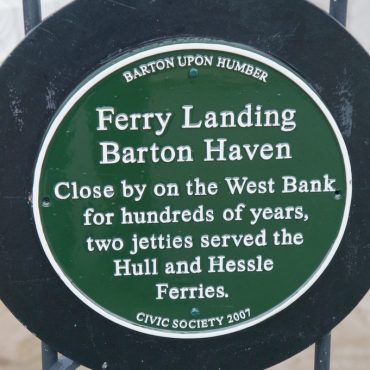 BARTON UPON HUMBER
Ferry Landing
Barton Haven
Close by on the West Bank
for hundreds of years,
two jetties served the
Hull and Hessle
Ferries.
CIVIC SOCIETY 2007